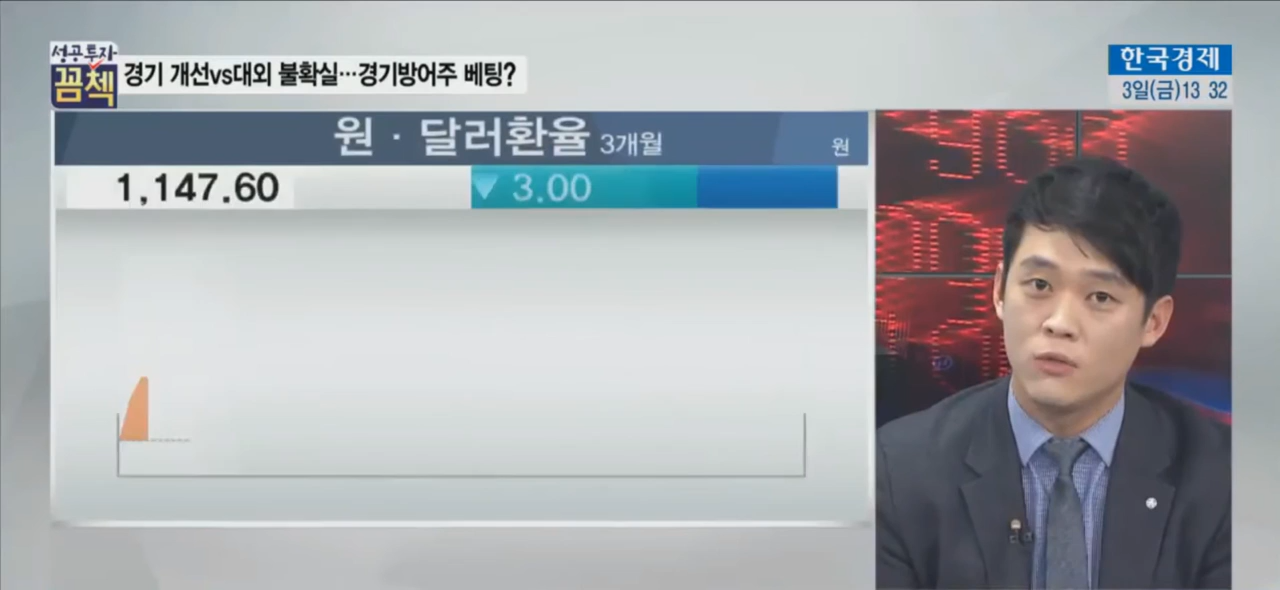 성공투자
꼼첵
경기 개선vs대외 불확실…경기방어주 베팅?
한국경제
3일(금)13 32
원 · 달러환율 3개월
원
1,147.60
▼ 3.00